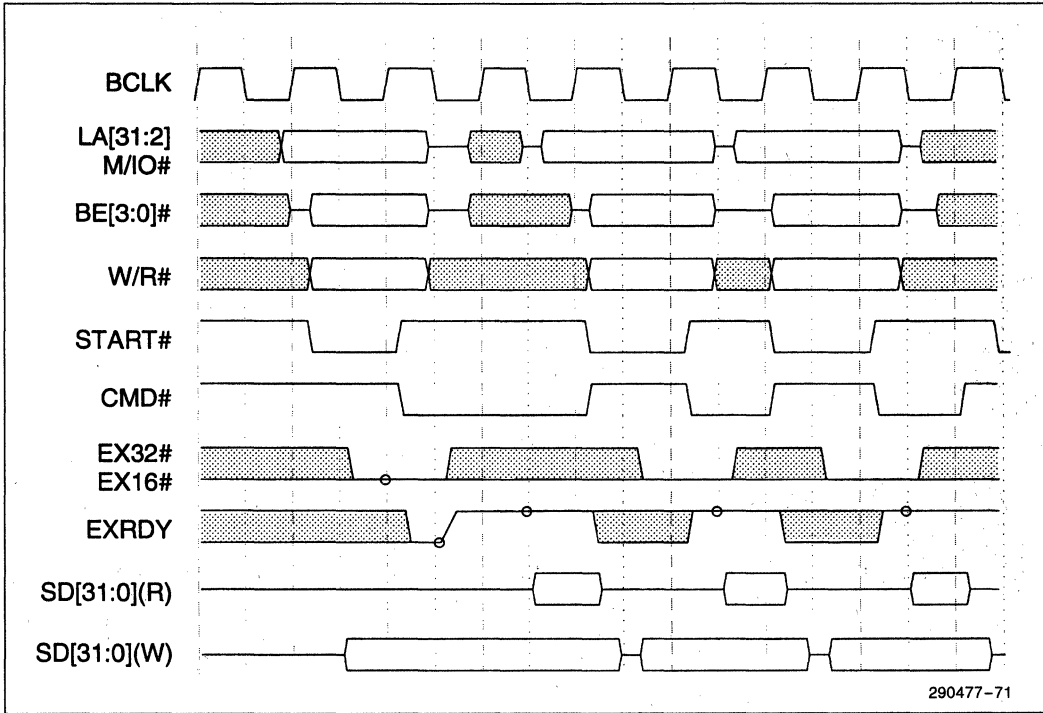 BCLK
LA[31:2]
M/IO#
BE[3:0]#
W/R#
START#
CMD#
EX32#
EX16#
EXRDY
SD[31:0](R)
SD[31:0](W)
290477-71